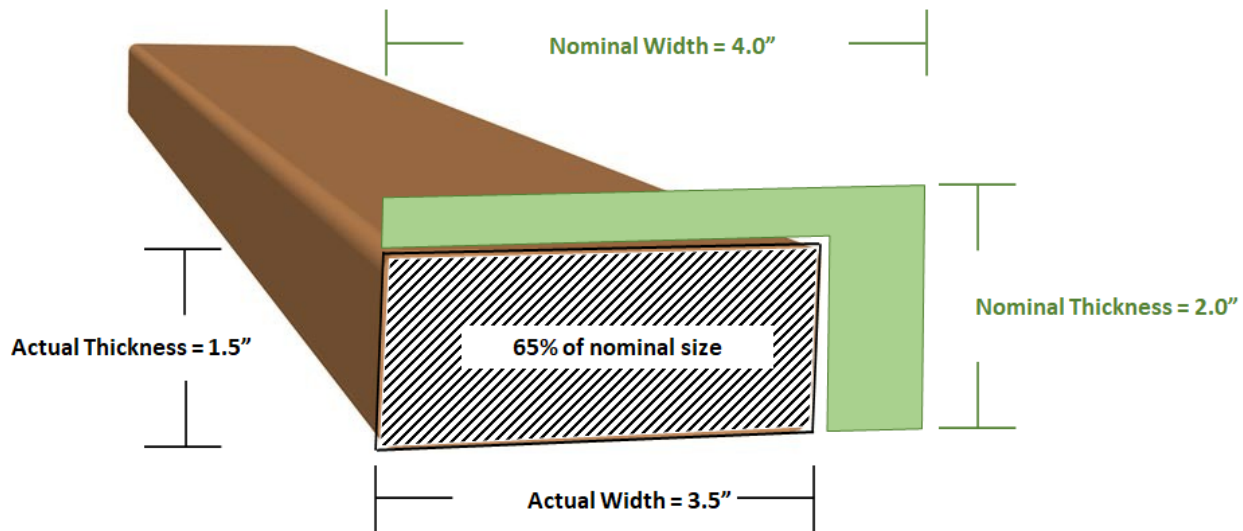 Nominal Width = 4.0”
Nominal Thickness = 2.0”
Actual Thickness = 1.5”
65% of nominal size
Actual Width = 3.5”